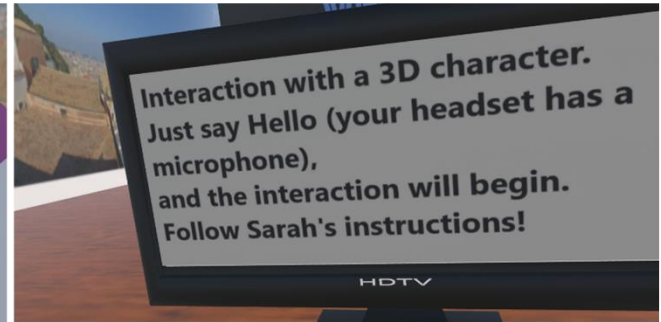 Interaction with a 3D character.
Just say Hello (your headset has a
microphone),
and the interaction will begin.
Follow Sarah's instructions!
HDTV